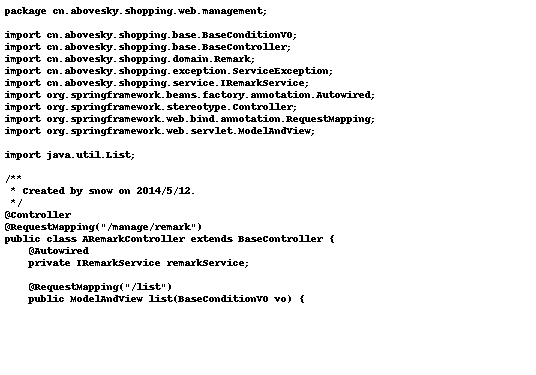 package cn.abovesky.shopping.web.management;

import cn.abovesky.shopping.base.BaseConditionVO;
import cn.abovesky.shopping.base.BaseController;
import cn.abovesky.shopping.domain.Remark;
import cn.abovesky.shopping.exception.ServiceException;
import cn.abovesky.shopping.service.IRemarkService;
import org.springframework.beans.factory.annotation.Autowired;
import org.springframework.stereotype.Controller;
import org.springframework.web.bind.annotation.RequestMapping;
import org.springframework.web.servlet.ModelAndView;

import java.util.List;

/**
 * Created by snow on 2014/5/12.
 */
@Controller
@RequestMapping("/manage/remark")
public class ARemarkController extends BaseController {
    @Autowired
    private IRemarkService remarkService;

    @RequestMapping("/list")
    public ModelAndView list(BaseConditionVO vo) {